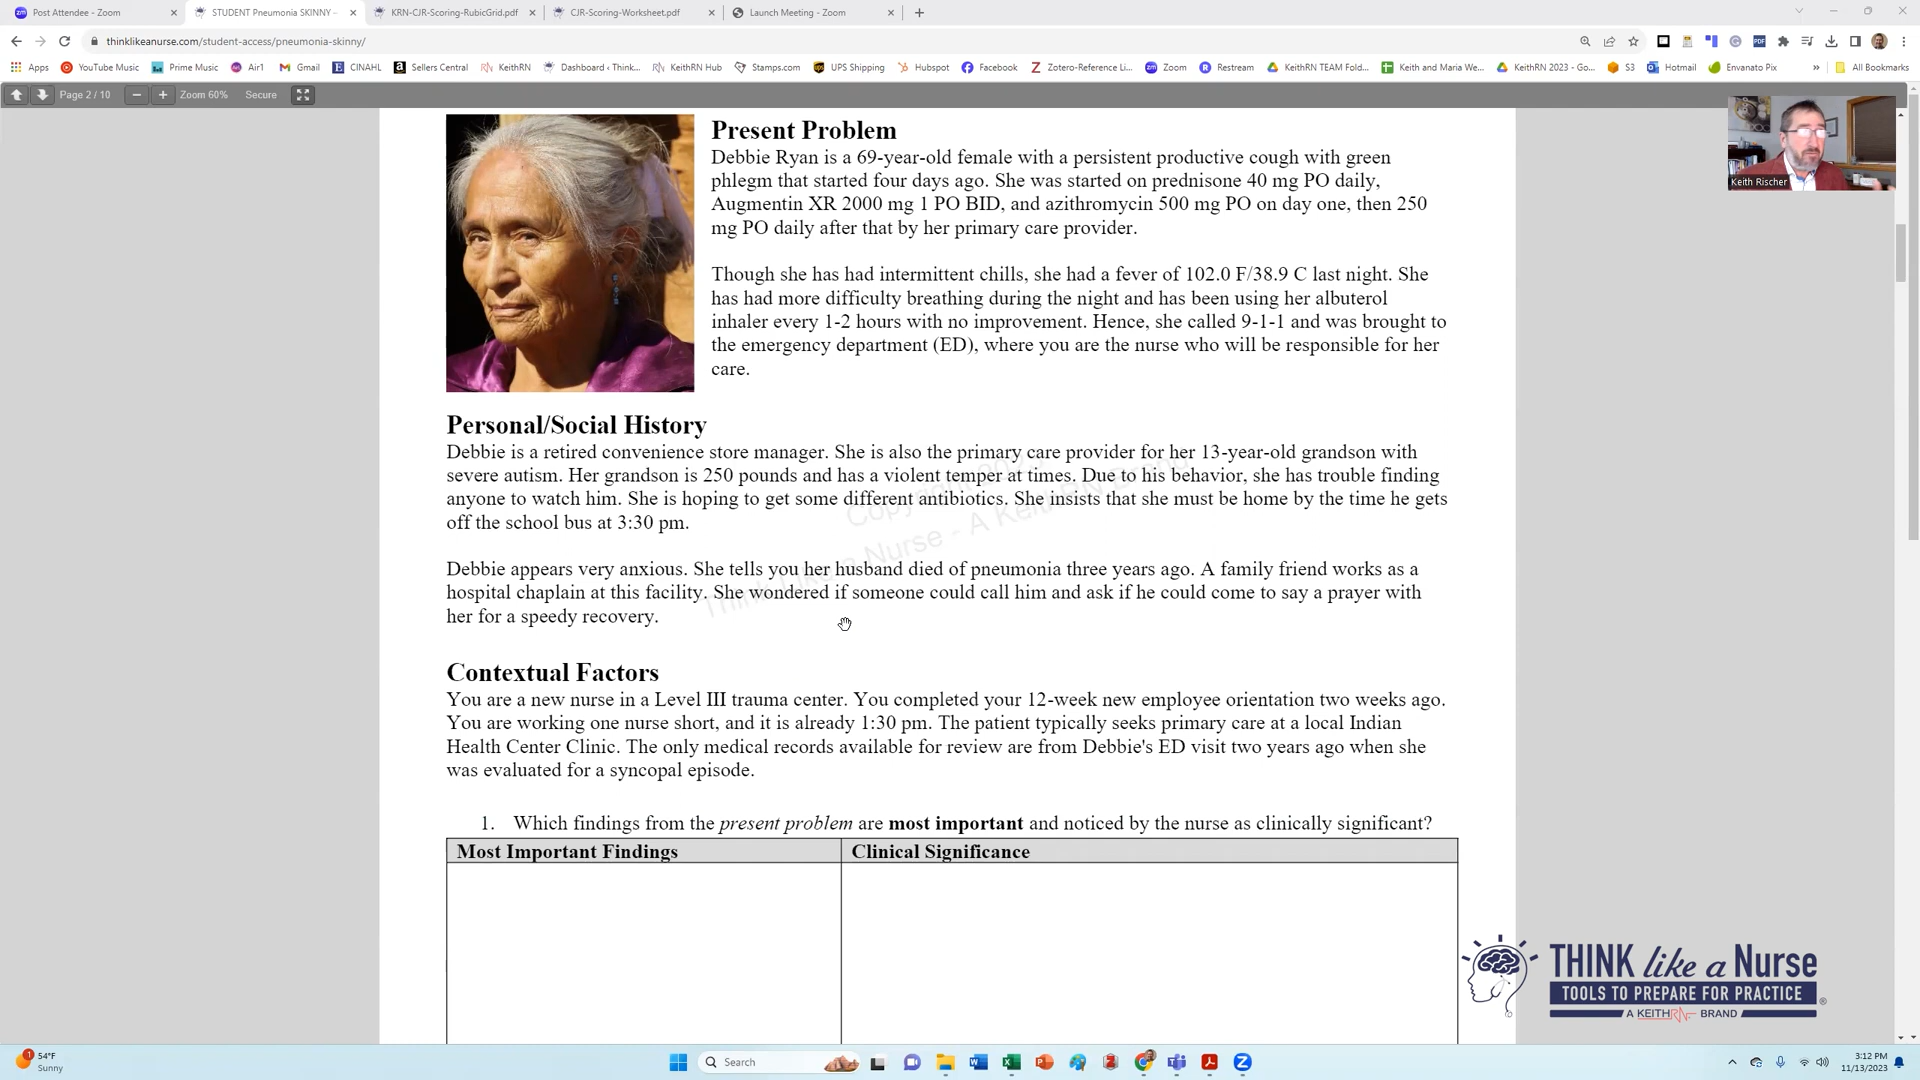 Post Attendee - Zoom
STUDENT Pneumonia SKINNY –
KRN-CJR-Scoring-RubicGrid.pdf
CJR-Scoring-Worksheet.pdf
Launch Meeting - Zoom
thinklikeanurse.com/student-access/pneumonia-skinny/
Apps YouTube Music Prime Music Air1 Gmail CINAHL Sellers Central KeithRN Dashboard ‹ Think... KeithRN Hub Stamps.com UPS Shipping Hubspot Facebook Zotero-Reference Li... Zoom Restream KeithRN TEAM Fold... Keith and Maria We... KeithRN 2023 - Go... S3 Hotmail Envanato Pix » All Bookmarks
Page 2 / 10 Zoom 60% Secure
Keith Rischer
Present Problem
Debbie Ryan is a 69-year-old female with a persistent productive cough with green
phlegm that started four days ago. She was started on prednisone 40 mg PO daily,
Augmentin XR 2000 mg 1 PO BID, and azithromycin 500 mg PO on day one, then 250
mg PO daily after that by her primary care provider.
Though she has had intermittent chills, she had a fever of 102.0 F/38.9 C last night. She
has had more difficulty breathing during the night and has been using her albuterol
inhaler every 1-2 hours with no improvement. Hence, she called 9-1-1 and was brought to
the emergency department (ED), where you are the nurse who will be responsible for her
care.
Personal/Social History
Debbie is a retired convenience store manager. She is also the primary care provider for her 13-year-old grandson with
severe autism. Her grandson is 250 pounds and has a violent temper at times. Due to his behavior, she has trouble finding
anyone to watch him. She is hoping to get some different antibiotics. She insists that she must be home by the time he gets
off the school bus at 3:30 pm.
Debbie appears very anxious. She tells you her husband died of pneumonia three years ago. A family friend works as a
hospital chaplain at this facility. She wondered if someone could call him and ask if he could come to say a prayer with
her for a speedy recovery.
Think Like a Nurse - A KeithRN Brand
Contextual Factors
You are a new nurse in a Level III trauma center. You completed your 12-week new employee orientation two weeks ago.
You are working one nurse short, and it is already 1:30 pm. The patient typically seeks primary care at a local Indian
Health Center Clinic. The only medical records available for review are from Debbie's ED visit two years ago when she
was evaluated for a syncopal episode.
1. Which findings from the present problem are most important and noticed by the nurse as clinically significant?
Most Important Findings Clinical Significance
THINK like a Nurse
TOOLS TO PREPARE FOR PRACTICE
A KEITHRN BRAND
54°F
Sunny
Search
3:12 PM
11/13/2023